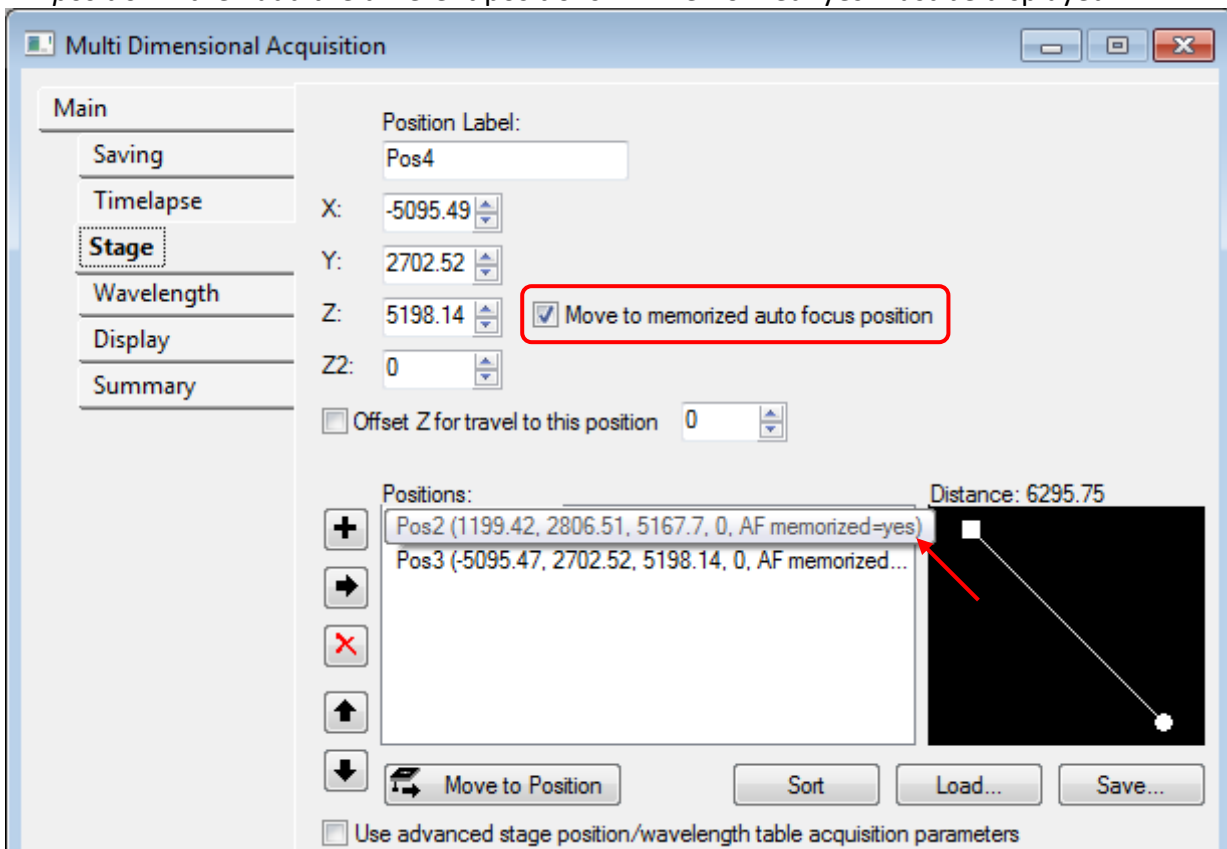 Multi Dimensional Acquisition
Main
Saving
Timelapse
Stage
Wavelength
Display
Summary
Position Label:
Pos4
X: -5095.49
Y: 2702.52
Z: 5198.14 Move to memorized auto focus position
Z2: 0
Offset Z for travel to this position 0
Positions: Distance: 6295.75
Pos2 (1199.42, 2806.51, 5167.7, 0, AF memorized=yes)
Pos3 (-5095.47, 2702.52, 5198.14, 0, AF memorized...
Move to Position Sort Load... Save...
Use advanced stage position/wavelength table acquisition parameters